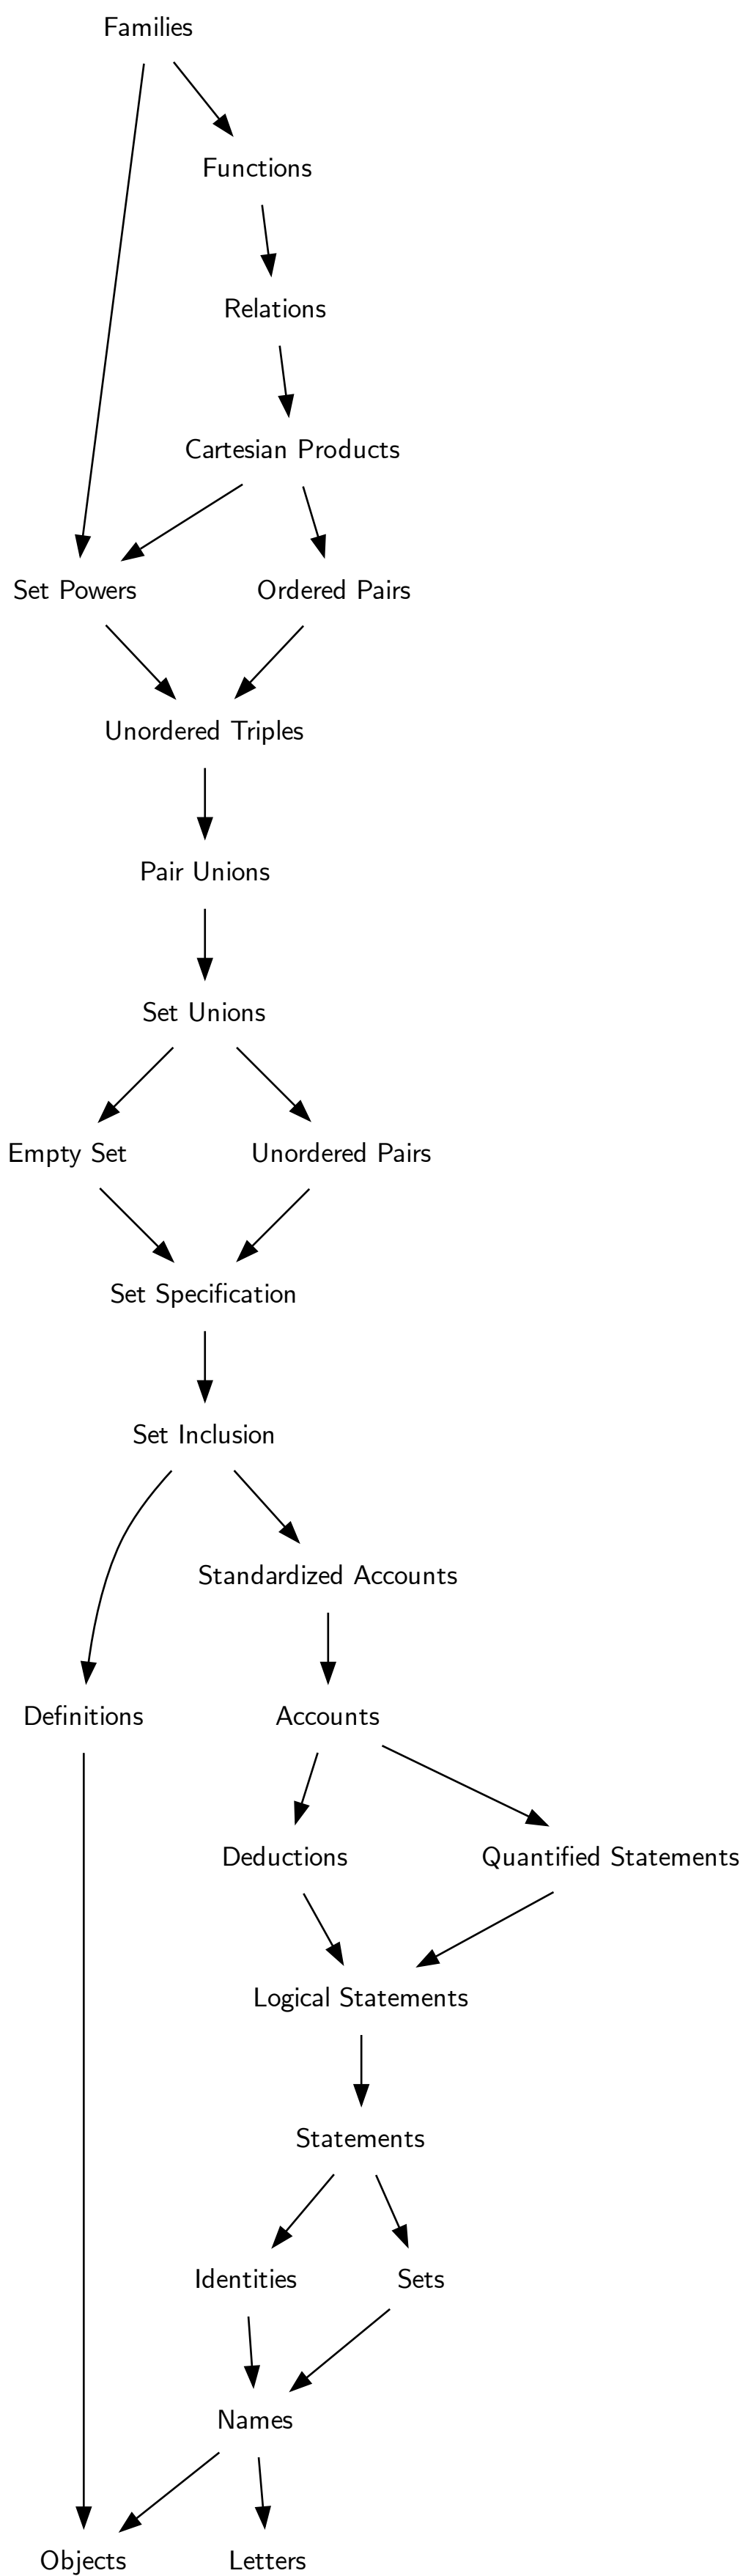 Families
Functions
Relations
Cartesian Products
Set Powers
Ordered Pairs
Unordered Triples
Pair Unions
Set Unions
Empty Set
Unordered Pairs
Set Specification
Set Inclusion
Standardized Accounts
Definitions
Accounts
Deductions
Quantified Statements
Logical Statements
Statements
Identities
Sets
Names
Objects
Letters